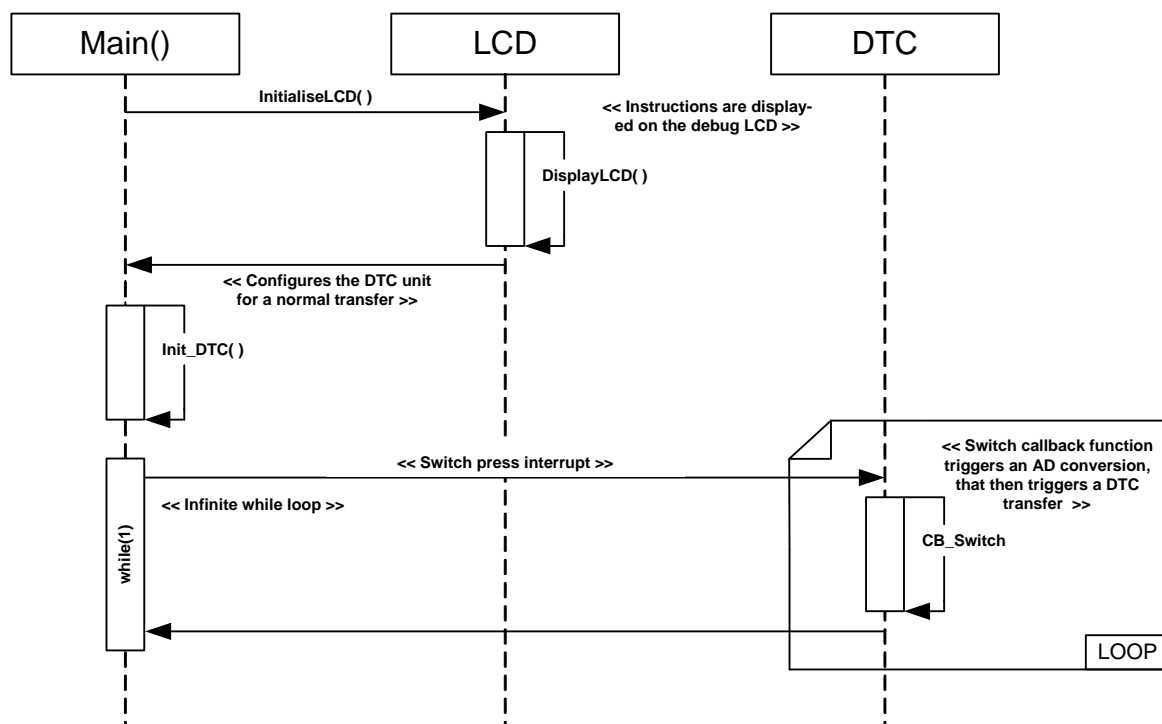 Main()
LCD
DTC
InitialiseLCD( )
<< Instructions are display-
ed on the debug LCD >>
DisplayLCD( )
<< Configures the DTC unit
for a normal transfer >>
Init_DTC( )
<< Switch press interrupt >>
<< Switch callback function
triggers an AD conversion,
that then triggers a DTC
transfer >>
<< Infinite while loop >>
while(1)
CB_Switch
LOOP